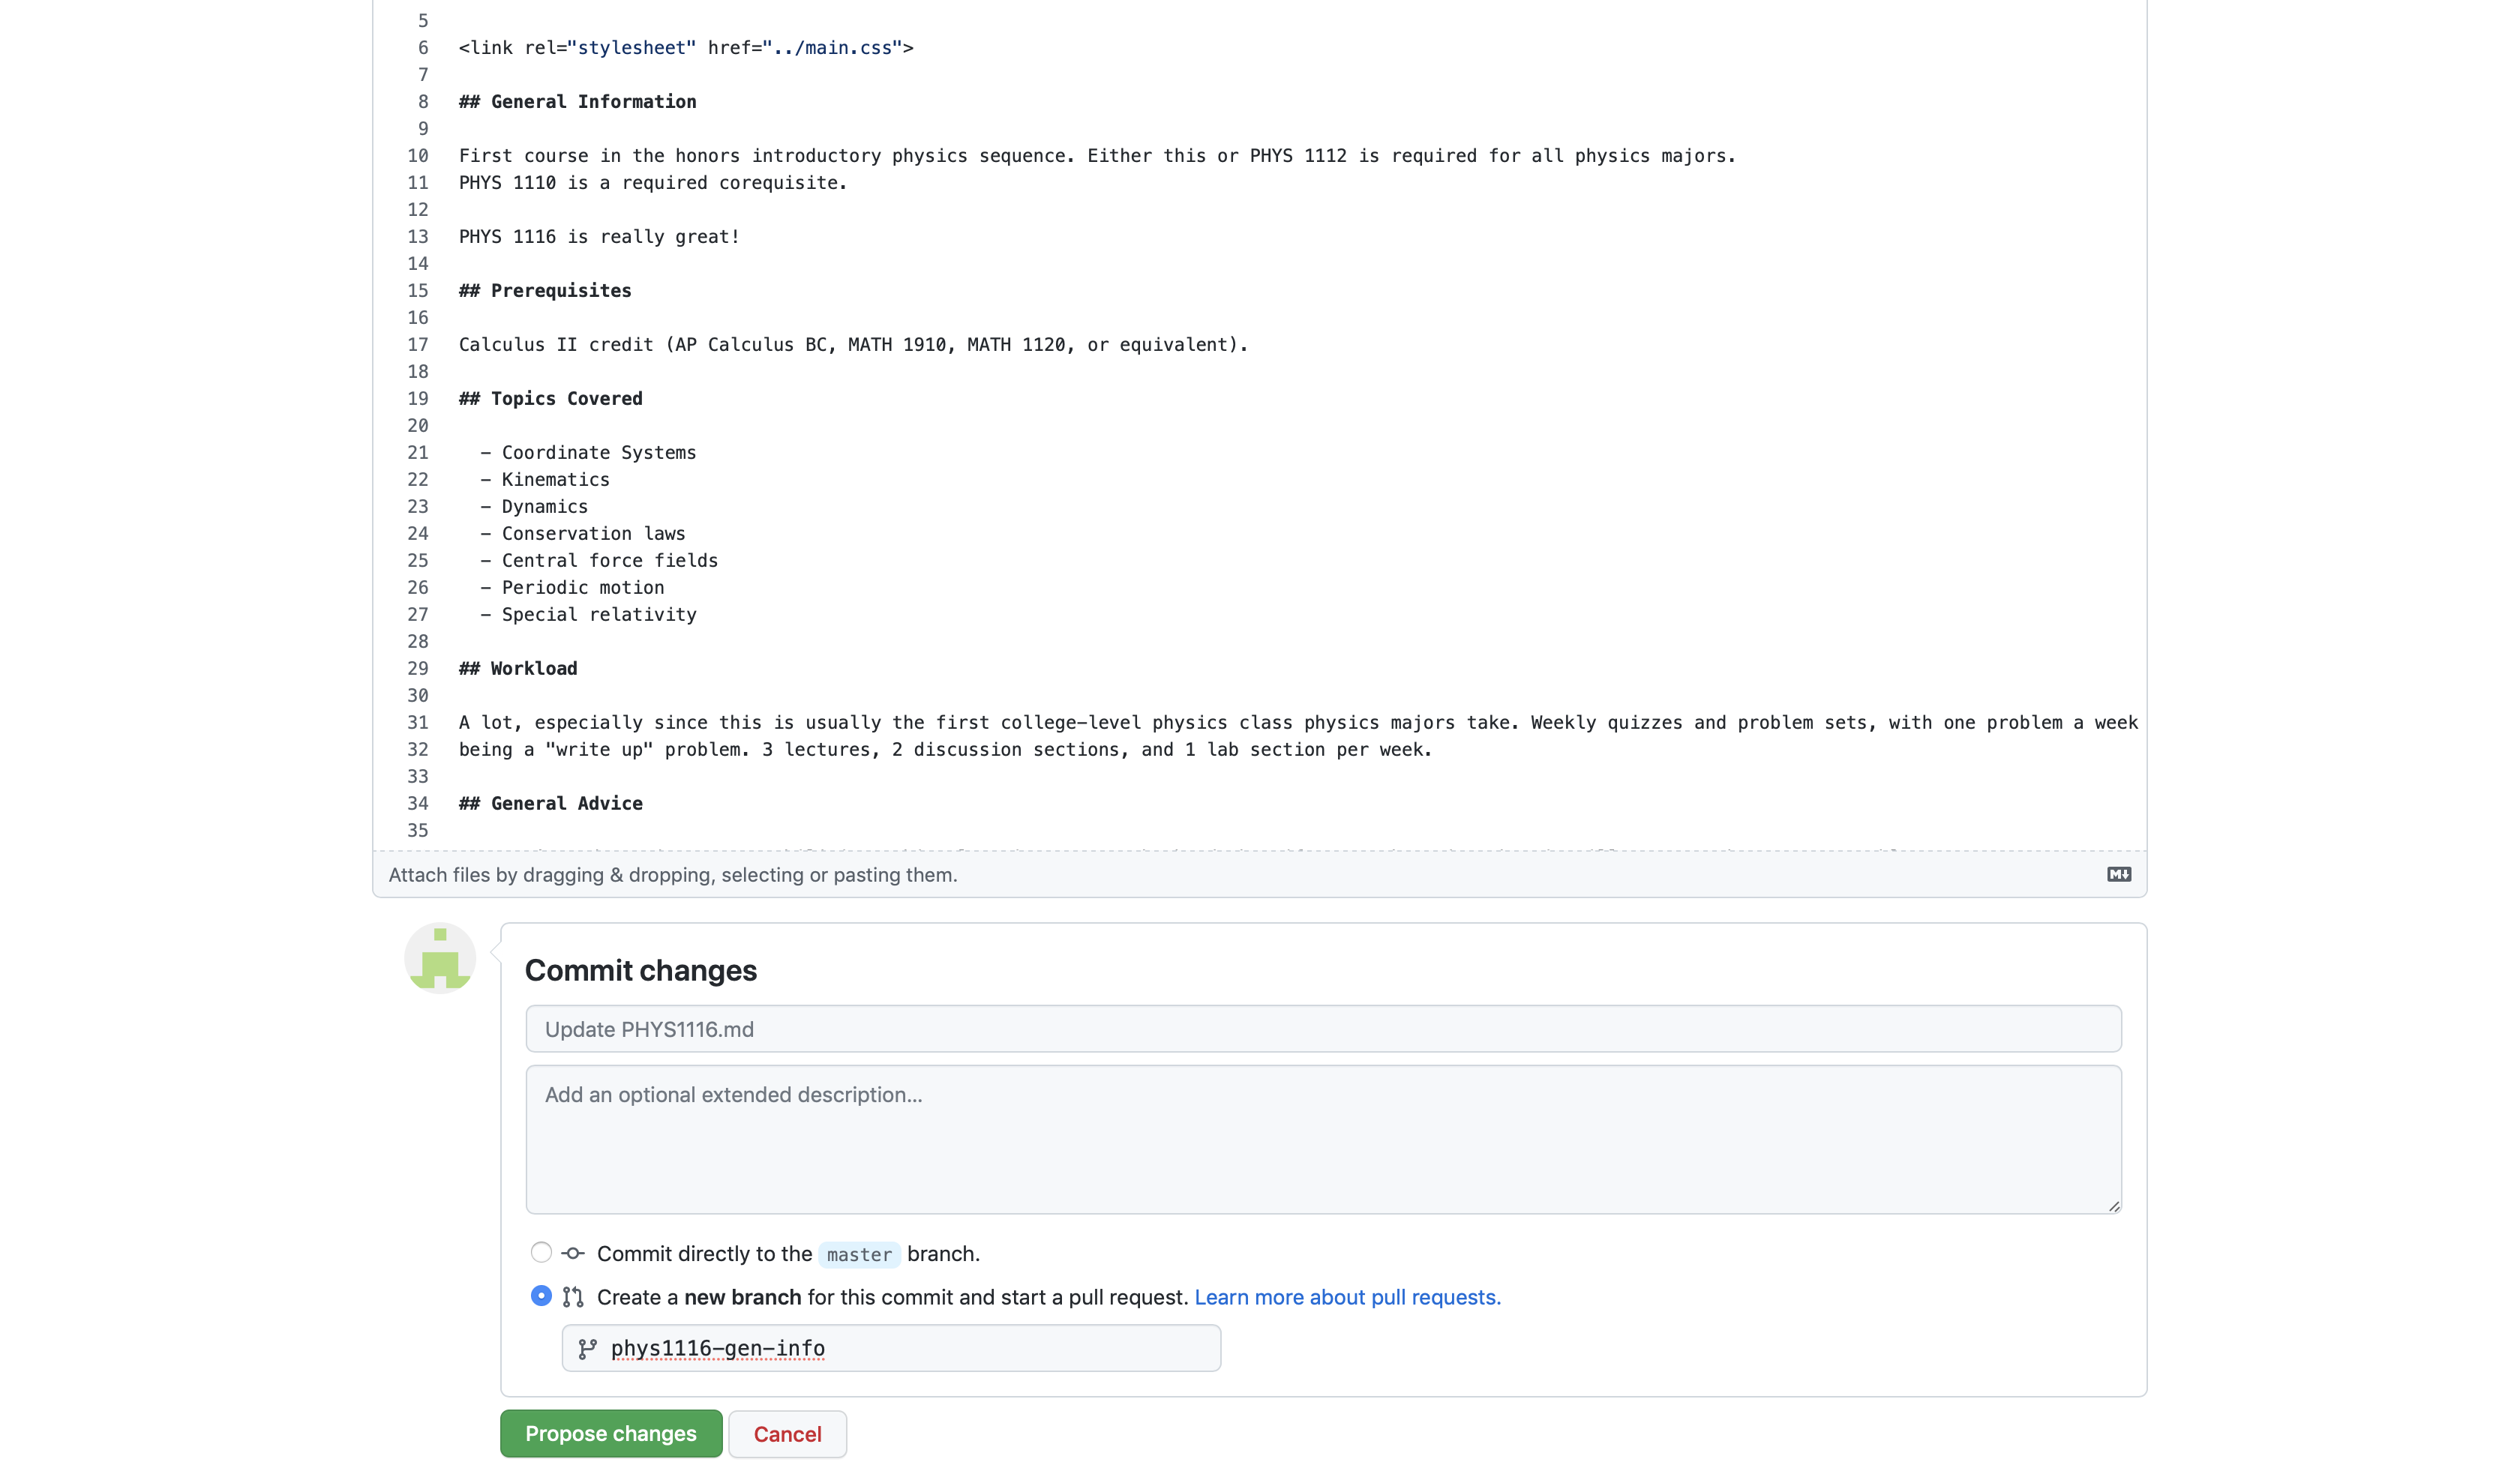 5
6 <link rel="stylesheet" href="../main.css">
7
8 ## General Information
9
10 First course in the honors introductory physics sequence. Either this or PHYS 1112 is required for all physics majors.
11 PHYS 1110 is a required corequisite.
12
13 PHYS 1116 is really great!
14
15 ## Prerequisites
16
17 Calculus II credit (AP Calculus BC, MATH 1910, MATH 1120, or equivalent).
18
19 ## Topics Covered
20
21 - Coordinate Systems
22 - Kinematics
23 - Dynamics
24 - Conservation laws
25 - Central force fields
26 - Periodic motion
27 - Special relativity
28
29 ## Workload
30
31 A lot, especially since this is usually the first college-level physics class physics majors take. Weekly quizzes and problem sets, with one problem a week
32 being a "write up" problem. 3 lectures, 2 discussion sections, and 1 lab section per week.
33
34 ## General Advice
35
Attach files by dragging & dropping, selecting or pasting them.
M↓
Commit changes
Update PHYS1116.md
Add an optional extended description...
Commit directly to the master branch.
Create a new branch for this commit and start a pull request. Learn more about pull requests.
phys1116-gen-info
Propose changes Cancel